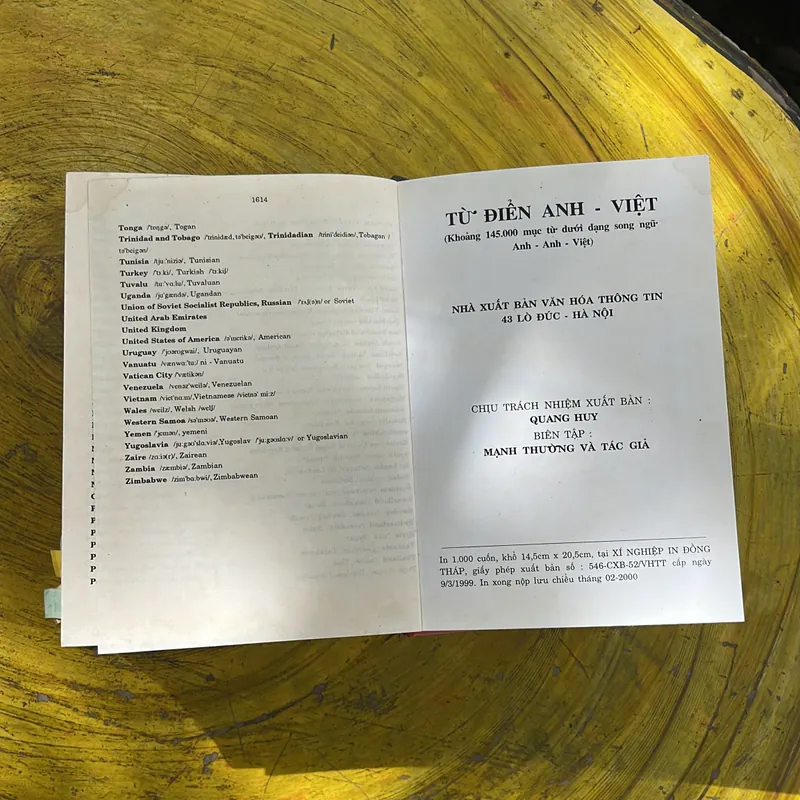 1614
Tonga /'tɒŋgə/, Togan
Trinidad and Tobago /'trinidæd,tə'beigəʊ/, Trinidadian /trini'deidiən/,Tobagan /
tə'beigən/
Tunisia /tju:'niziə/, Tunisian
Turkey /'tɜ:ki/, Turkish /tɜ:kiʃ/
Tuvalu /tu:'vɑ:lu/, Tuvaluan
Uganda /ju'gændə/, Ugandan
Union of Soviet Socialist Republics, Russian /'rʌʃ(ə)n/ or Soviet
United Arab Emirates
United Kingdom
United States of America /ə'merikə/, American
Uruguay /'jʊərʊgwai/, Uruguayan
Vanuatu /vænwɑ:'tu:/ ni - Vanuatu
Vatican City /'vætikən/
Venezuela /venəz'weilə/, Venezuelan
Vietnam /viet'nɑ:m/,Vietnamese /vietnə' mi:z/
Wales /weilz/, Welsh /welʃ/
Western Samoa /sə'məʊə/, Western Samoan
Yemen /'jemən/, yemeni
Yugoslavia /ju:gəʊ'slɑ:viə/,Yugoslav /'ju:gəʊslɑ:v/ or Yugoslavian
Zaire /zɑ:iə(r)/, Zairean
Zambia /zæmbiə/, Zambian
Zimbabwe /zim'bɑ:bwi/, Zimbabwean
TỪ ĐIỂN ANH - VIỆT
(Khoảng 145.000 mục từ dưới dạng song ngữ
Anh - Anh - Việt)
NHÀ XUẤT BẢN VĂN HÓA THÔNG TIN
43 LÒ ĐÚC - HÀ NỘI
CHỊU TRÁCH NHIỆM XUẤT BẢN :
QUANG HUY
BIÊN TẬP :
MẠNH THƯỜNG VÀ TÁC GIẢ
In 1.000 cuốn, khổ 14,5cm x 20,5cm, tại XÍ NGHIỆP IN ĐỒNG
THÁP, giấy phép xuất bản số : 546-CXB-52/VHTT cấp ngày
9/3/1999. In xong nộp lưu chiểu tháng 02-2000